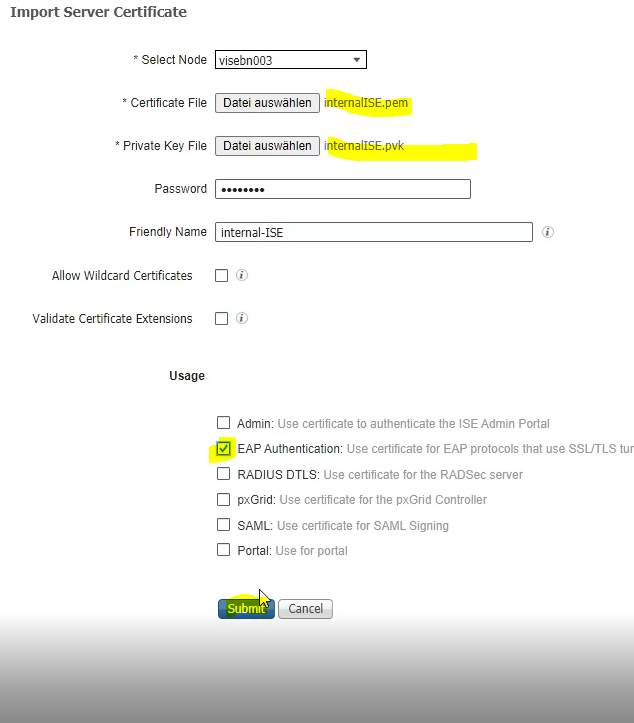 Import Server Certificate
* Select Node visebn003
* Certificate File Datei auswählen internalISE.pem
* Private Key File Datei auswählen internalISE.pvk
Password ••••••••
Friendly Name internal-ISE i
Allow Wildcard Certificates i
Validate Certificate Extensions i
Usage
Admin: Use certificate to authenticate the ISE Admin Portal
EAP Authentication: Use certificate for EAP protocols that use SSL/TLS tur
RADIUS DTLS: Use certificate for the RADSec server
pxGrid: Use certificate for the pxGrid Controller
SAML: Use certificate for SAML Signing
Portal: Use for portal
Submit Cancel